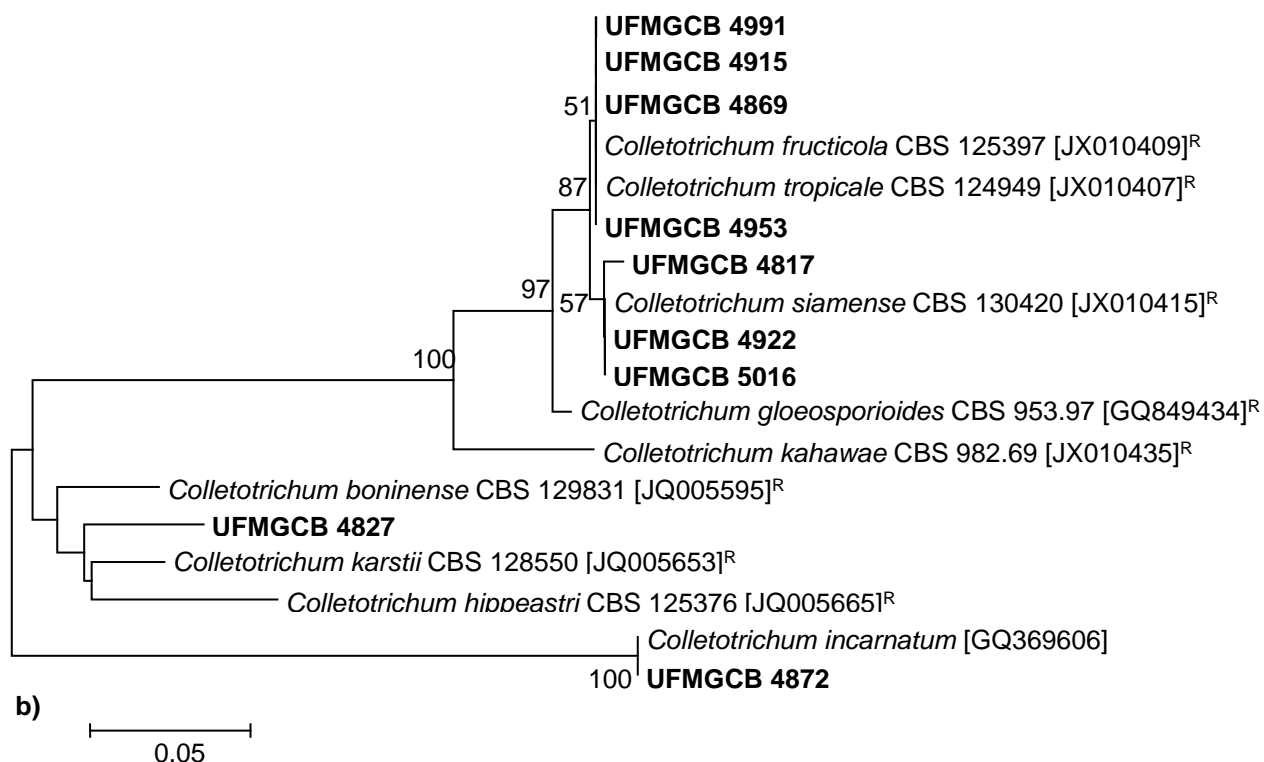 UFMGCB 4991
UFMGCB 4915
51
UFMGCB 4869
Colletotrichum fructicola CBS 125397 [JX010409]R
87
Colletotrichum tropicale CBS 124949 [JX010407]R
UFMGCB 4953
UFMGCB 4817
97
57
Colletotrichum siamense CBS 130420 [JX010415]R
UFMGCB 4922
100
UFMGCB 5016
Colletotrichum gloeosporioides CBS 953.97 [GQ849434]R
Colletotrichum kahawae CBS 982.69 [JX010435]R
Colletotrichum boninense CBS 129831 [JQ005595]R
UFMGCB 4827
Colletotrichum karstii CBS 128550 [JQ005653]R
Colletotrichum hippeastri CBS 125376 [JQ005665]R
Colletotrichum incarnatum [GQ369606]
100
UFMGCB 4872
b)
0.05